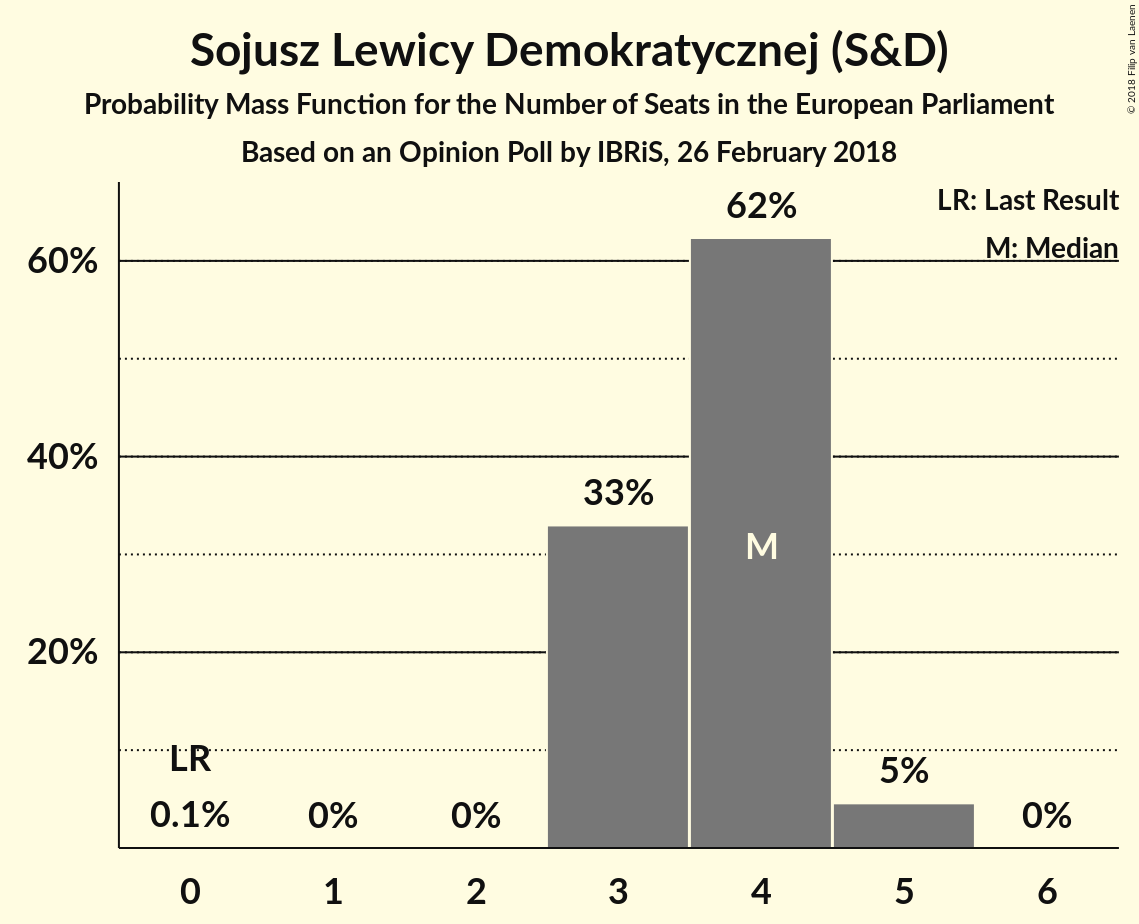 Sojusz Lewicy Demokratycznej (S&D)
Probability Mass Function for the Number of Seats in the European Parliament
Based on an Opinion Poll by IBRiS, 26 February 2018
© 2018 Filip van Laenen
LR: Last Result
M: Median
60%
40%
20%
LR
0.1%
0%
0%
33%
62%
M
5%
0%
0 1 2 3 4 5 6